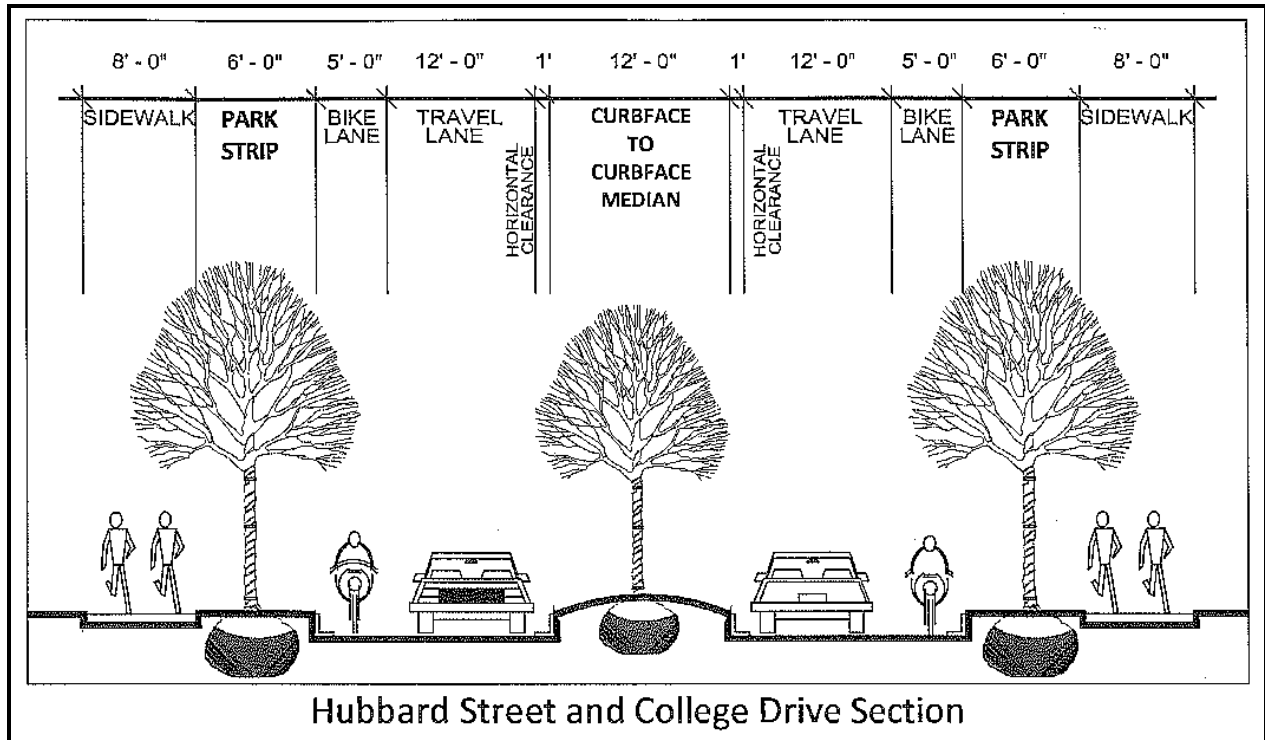 8' - 0" 6' - 0" 5' - 0" 12' - 0" 1' 12' - 0" 1' 12' - 0" 5' - 0" 6' - 0" 8' - 0"
SIDEWALK
PARK
STRIP
BIKE
LANE
TRAVEL
LANE
HORIZONTAL
CLEARANCE
CURBFACE
TO
CURBFACE
MEDIAN
HORIZONTAL
CLEARANCE
TRAVEL
LANE
BIKE
LANE
PARK
STRIP
SIDEWALK
Hubbard Street and College Drive Section